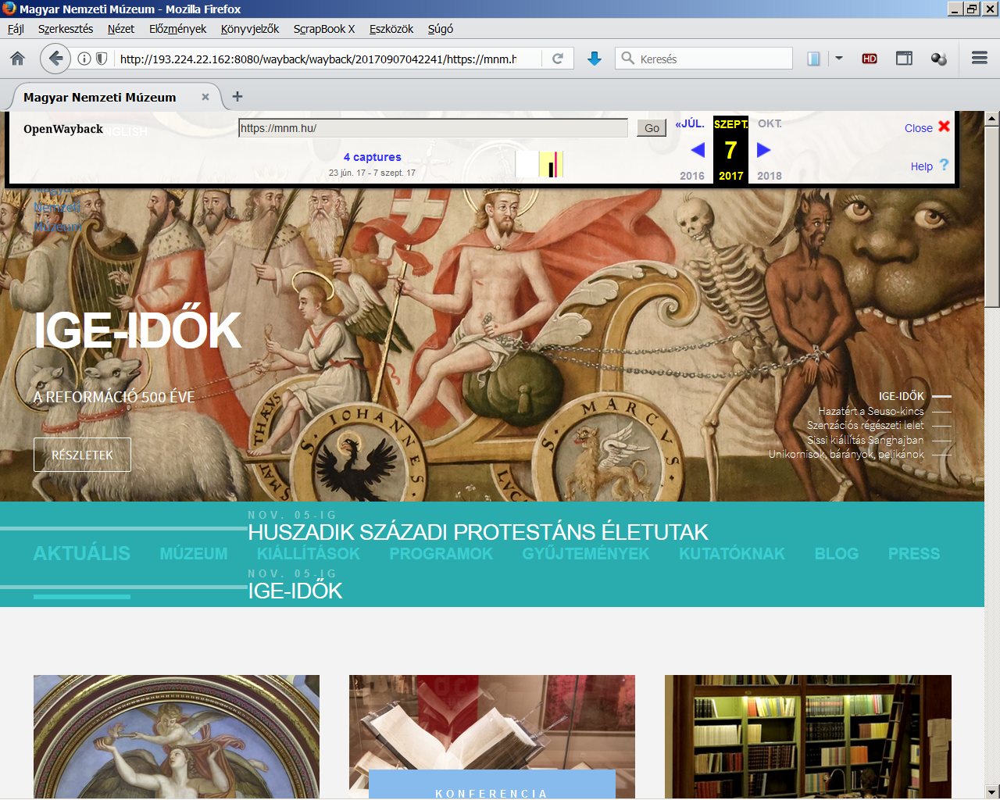 Magyar Nemzeti Múzeum - Mozilla Firefox
Fájl Szerkesztés Nézet Előzmények Könyvjelzők ScrapBook X Eszközök Súgó
http://193.224.22.162:8080/wayback/wayback/20170907042241/https://mnm.h
Keresés
HD
Magyar Nemzeti Múzeum
OpenWayback
https://mnm.hu/
Go
«JÚL. SZEPT. OKT.
Close
4 captures
7
23 jún. 17 - 7 szept. 17
Help ?
2016 2017 2018
Magyar
Nemzeti
Múzeum
IGE-IDŐK
A REFORMÁCIÓ 500 ÉVE
RÉSZLETEK
S. IOHANNES
MARCVS
IGE-IDŐK
Hazatért a Seuso-kincs
Szenzációs régészeti lelet
Sissi kiállítás Sanghajban
Unikornisok, bárányok, pelikánok
NOV. 05-IG
HUSZADIK SZÁZADI PROTESTÁNS ÉLETUTAK
AKTUÁLIS MÚZEUM KIÁLLÍTÁSOK PROGRAMOK GYŰJTEMÉNYEK KUTATÓKNAK BLOG PRESS
NOV. 05-IG
IGE-IDŐK
KONFERENCIA